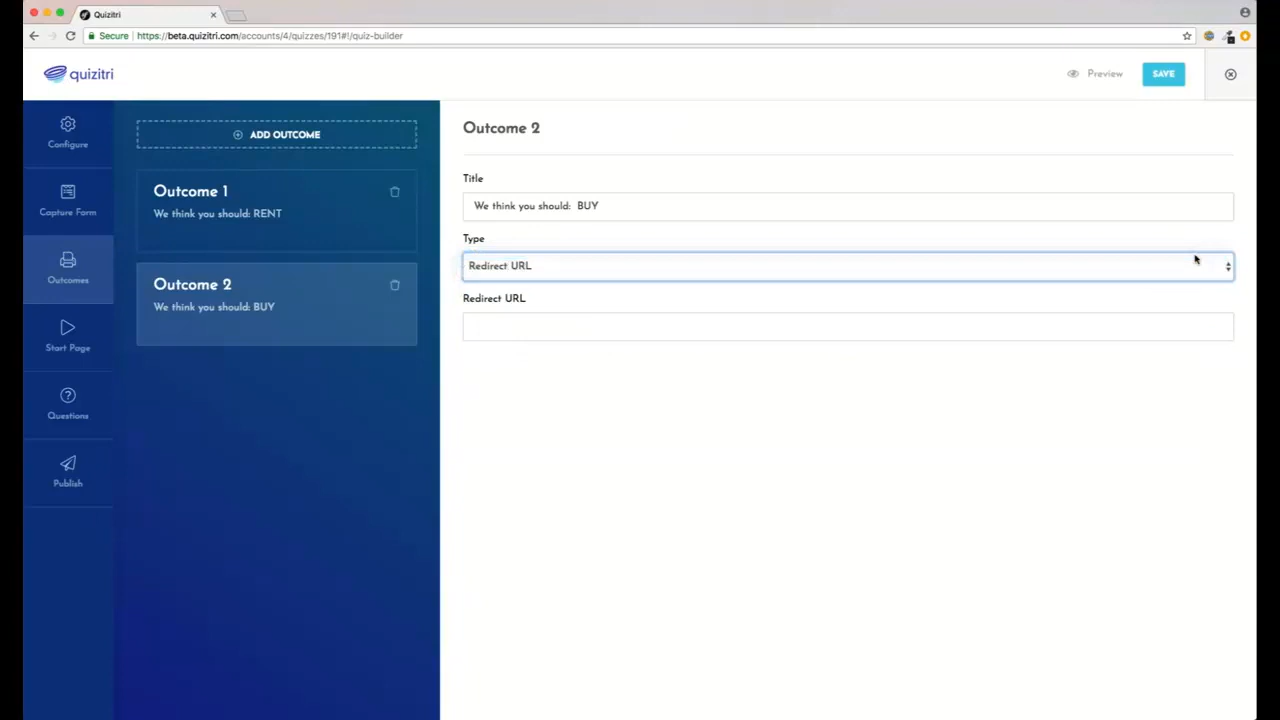 Quizitri
Secure
https://beta.quizitri.com/accounts/4/quizzes/191#!/quiz-builder
quizitri
Preview
SAVE
Configure
Capture Form
Outcomes
Start Page
Questions
Publish
ADD OUTCOME
Outcome 1
We think you should: RENT
Outcome 2
We think you should: BUY
Outcome 2
Title
We think you should:  BUY
Type
Redirect URL
Redirect URL